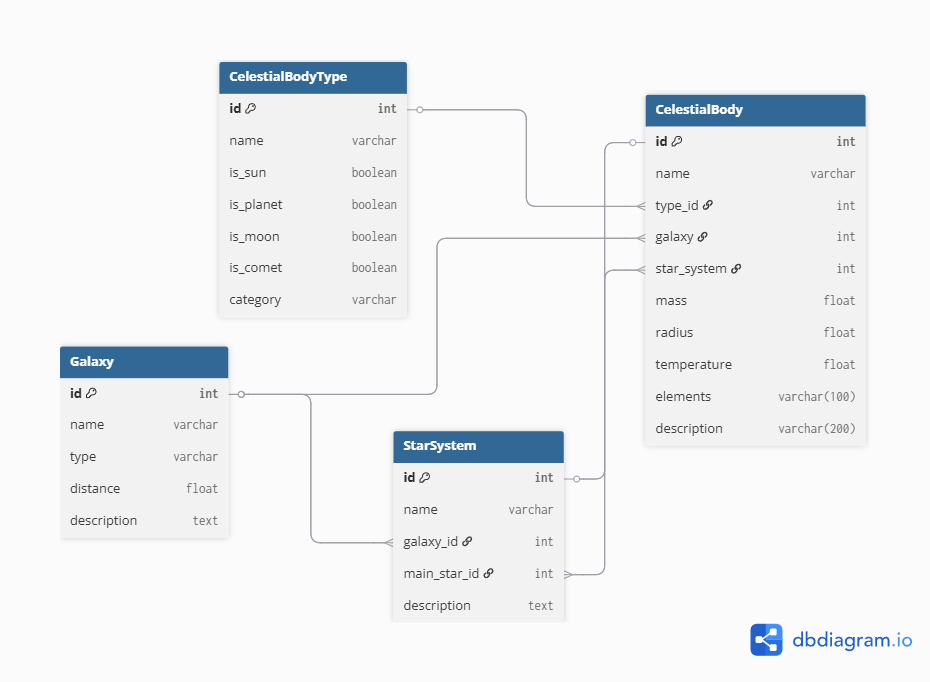 CelestialBodyType
id int
name varchar
is_sun boolean
is_planet boolean
is_moon boolean
is_comet boolean
category varchar
CelestialBody
id int
name varchar
type_id int
galaxy int
star_system int
mass float
radius float
temperature float
elements varchar(100)
description varchar(200)
Galaxy
id int
name varchar
type varchar
distance float
description text
StarSystem
id int
name varchar
galaxy_id int
main_star_id int
description text
dbdiagram.io